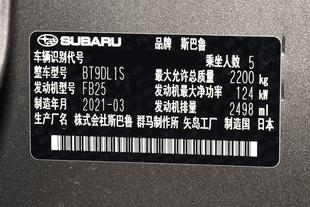 SUBARU 品牌 斯巴鲁
车辆识别代号 乘坐人数 5
整车型号 BT9DLIS 最大允许总质量 2200 kg
发动机型号 FB25 发动机最大净功率 124 kW
制造年月 2021-03 发动机排量 2498 ml
生产厂名 株式会社斯巴鲁 群马制作所 矢岛工厂 制造国 日本